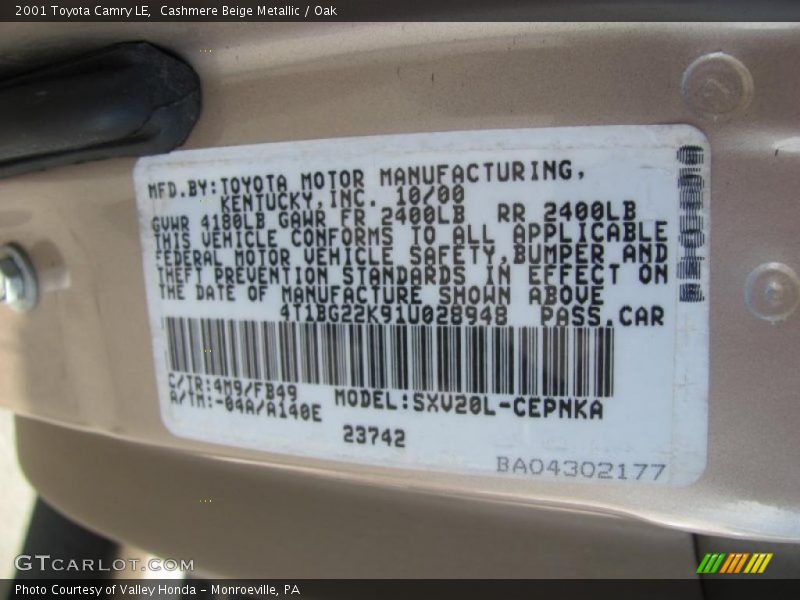 2001 Toyota Camry LE,  Cashmere Beige Metallic / Oak
MFD.BY:TOYOTA MOTOR MANUFACTURING,
KENTUCKY,INC. 10/00
GVWR 4180LB GAWR FR 2400LB RR 2400LB
THIS VEHICLE CONFORMS TO ALL APPLICABLE
FEDERAL MOTOR VEHICLE SAFETY,BUMPER AND
THEFT PREVENTION STANDARDS IN EFFECT ON
THE DATE OF MANUFACTURE SHOWN ABOVE
4T1BG22K91U028948 PASS.CAR
C/TR:4M9/FB49
A/TM:-04A/A140E
MODEL:SXV20L-CEPNKA
23742
BA04302177
GTCARLOT.COM
Photo Courtesy of Valley Honda - Monroeville, PA